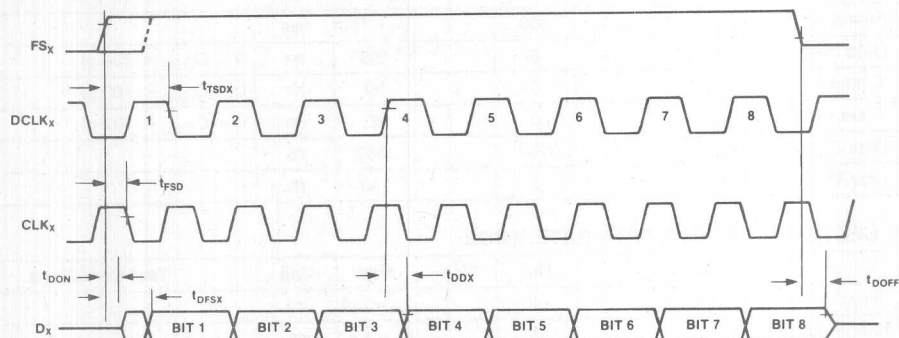 FSX
tTSDX
DCLKX 1 2 3 4 5 6 7 8
tFSD
CLKX
tDON tDDX tDOFF
tDFSX
DX BIT 1 BIT 2 BIT 3 BIT 4 BIT 5 BIT 6 BIT 7 BIT 8